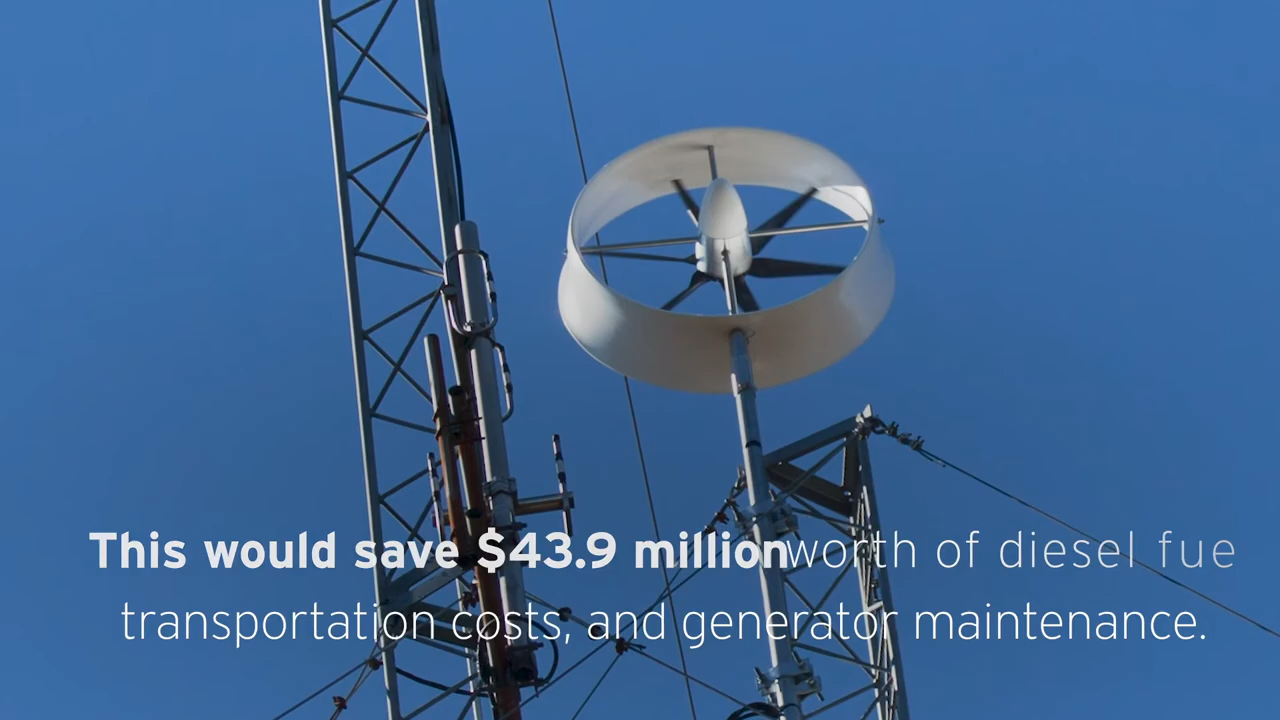 This would save $43.9 million worth of diesel fue
transportation costs, and generator maintenance.